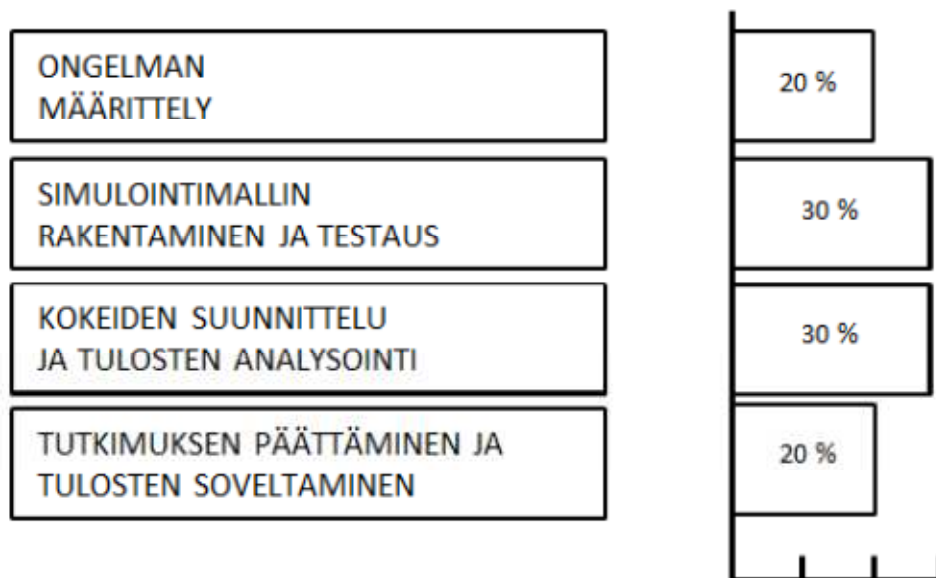 ONGELMAN
MÄÄRITTELY
20 %
SIMULOINTIMALLIN
RAKENTAMINEN JA TESTAUS
30 %
KOKEIDEN SUUNNITTELU
JA TULOSTEN ANALYSOINTI
30 %
TUTKIMUKSEN PÄÄTTÄMINEN JA
TULOSTEN SOVELTAMINEN
20 %